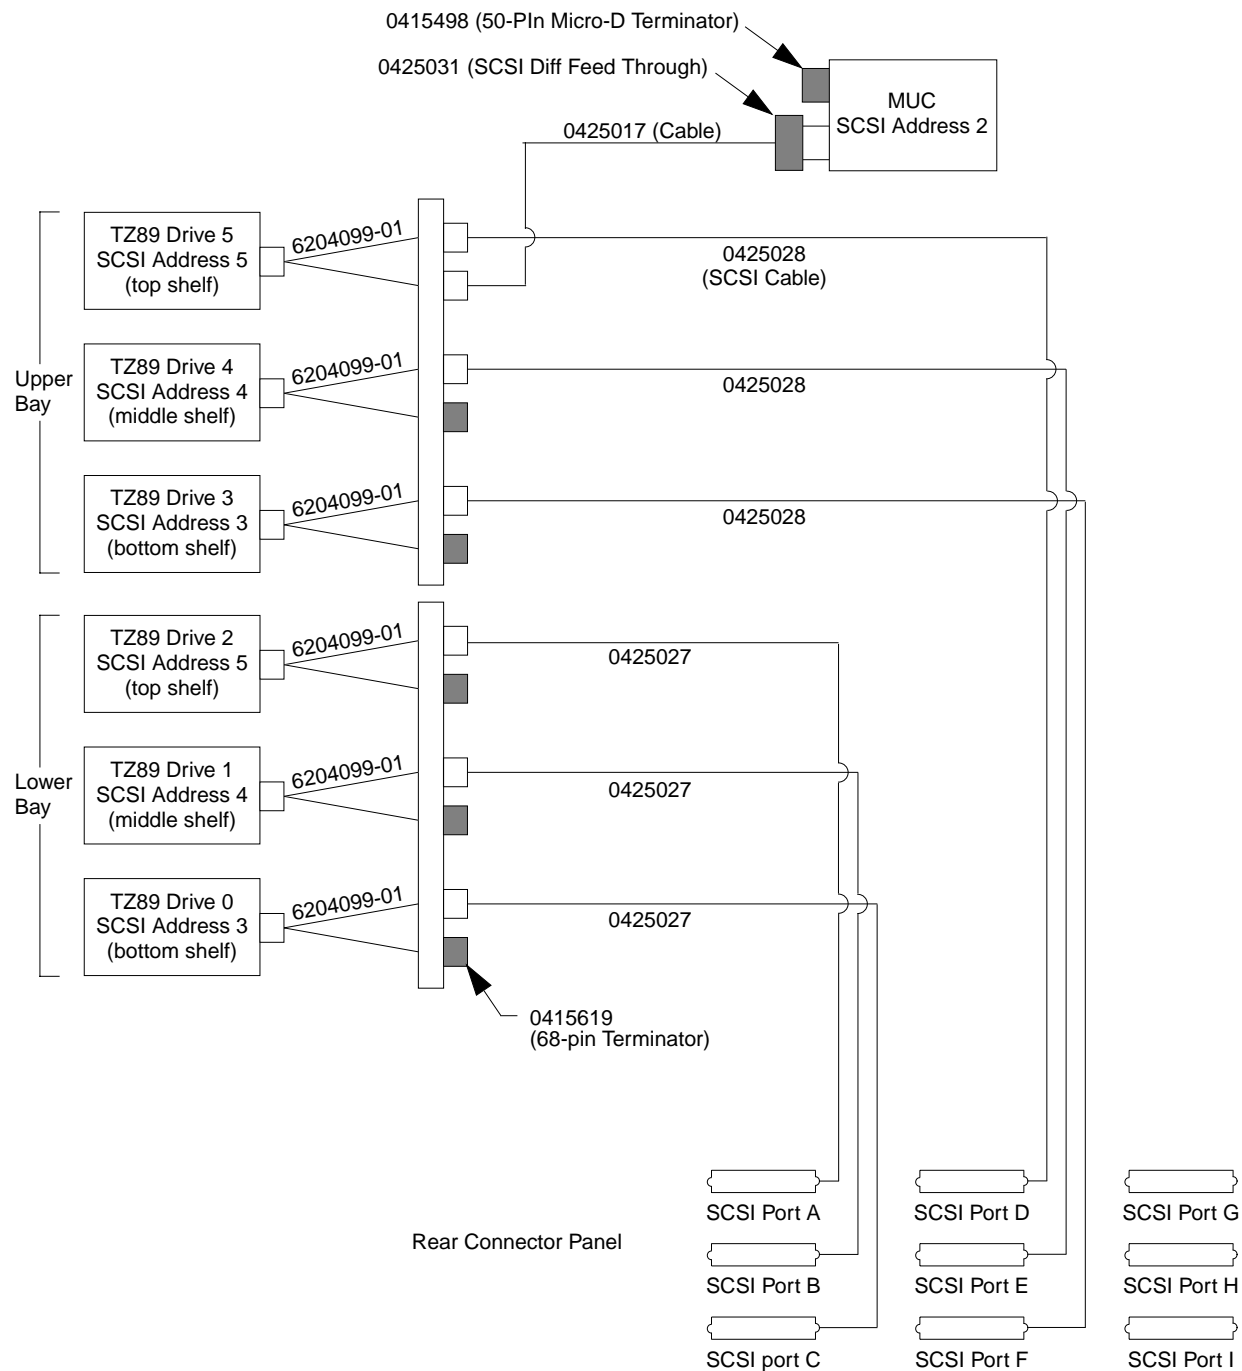 0415498 (50-PIn Micro-D Terminator)
0425031 (SCSI Diff Feed Through)
MUC
SCSI Address 2
0425017 (Cable)
TZ89 Drive 5
SCSI Address 5
(top shelf)
6204099-01
0425028
(SCSI Cable)
Upper
Bay
TZ89 Drive 4
SCSI Address 4
(middle shelf)
6204099-01
0425028
TZ89 Drive 3
SCSI Address 3
(bottom shelf)
6204099-01
0425028
TZ89 Drive 2
SCSI Address 5
(top shelf)
6204099-01
0425027
Lower
Bay
TZ89 Drive 1
SCSI Address 4
(middle shelf)
6204099-01
0425027
TZ89 Drive 0
SCSI Address 3
(bottom shelf)
6204099-01
0425027
0415619
(68-pin Terminator)
Rear Connector Panel
SCSI Port A
SCSI Port D
SCSI Port G
SCSI Port B
SCSI Port E
SCSI Port H
SCSI port C
SCSI Port F
SCSI Port I